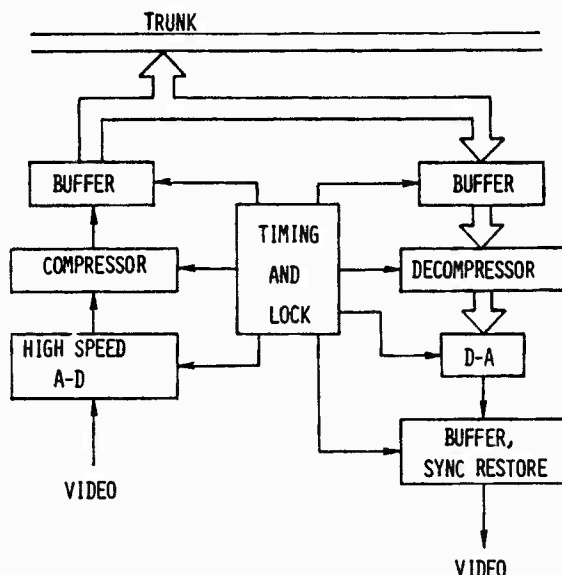 TRUNK
BUFFER
BUFFER
TIMING
AND
LOCK
COMPRESSOR
DECOMPRESSOR
HIGH SPEED
A-D
D-A
BUFFER,
SYNC RESTORE
VIDEO
VIDEO